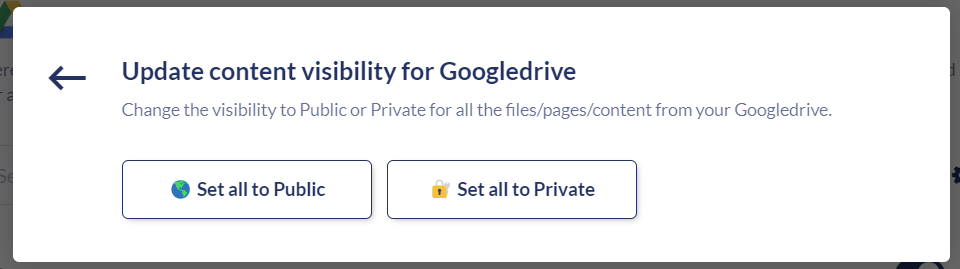 Update content visibility for Googledrive
Change the visibility to Public or Private for all the files/pages/content from your Googledrive.
Set all to Public
Set all to Private